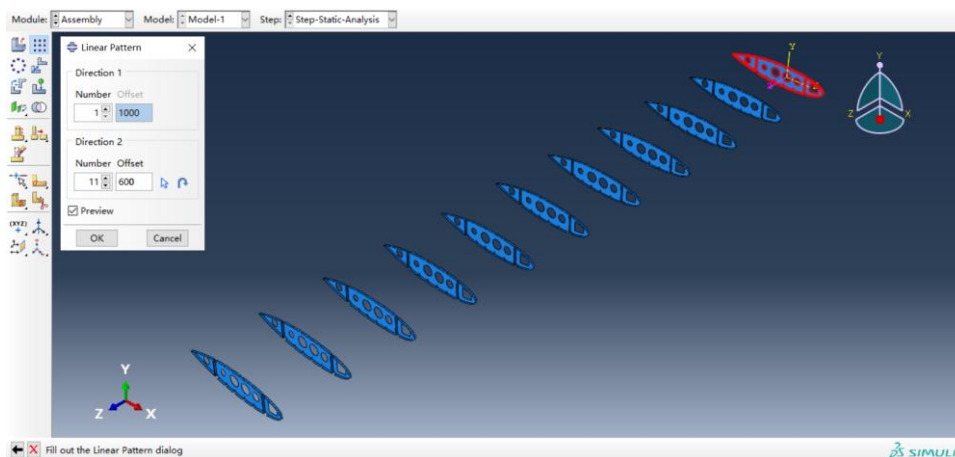 Module: Assembly Model: Model-1 Step: Step-Static-Analysis
Linear Pattern
Direction 1
Number Offset
1 1000
Direction 2
Number Offset
11 600
Preview
OK Cancel
(XYZ)
Y
Y
Z X
Y
Z X
Fill out the Linear Pattern dialog
SIMULI